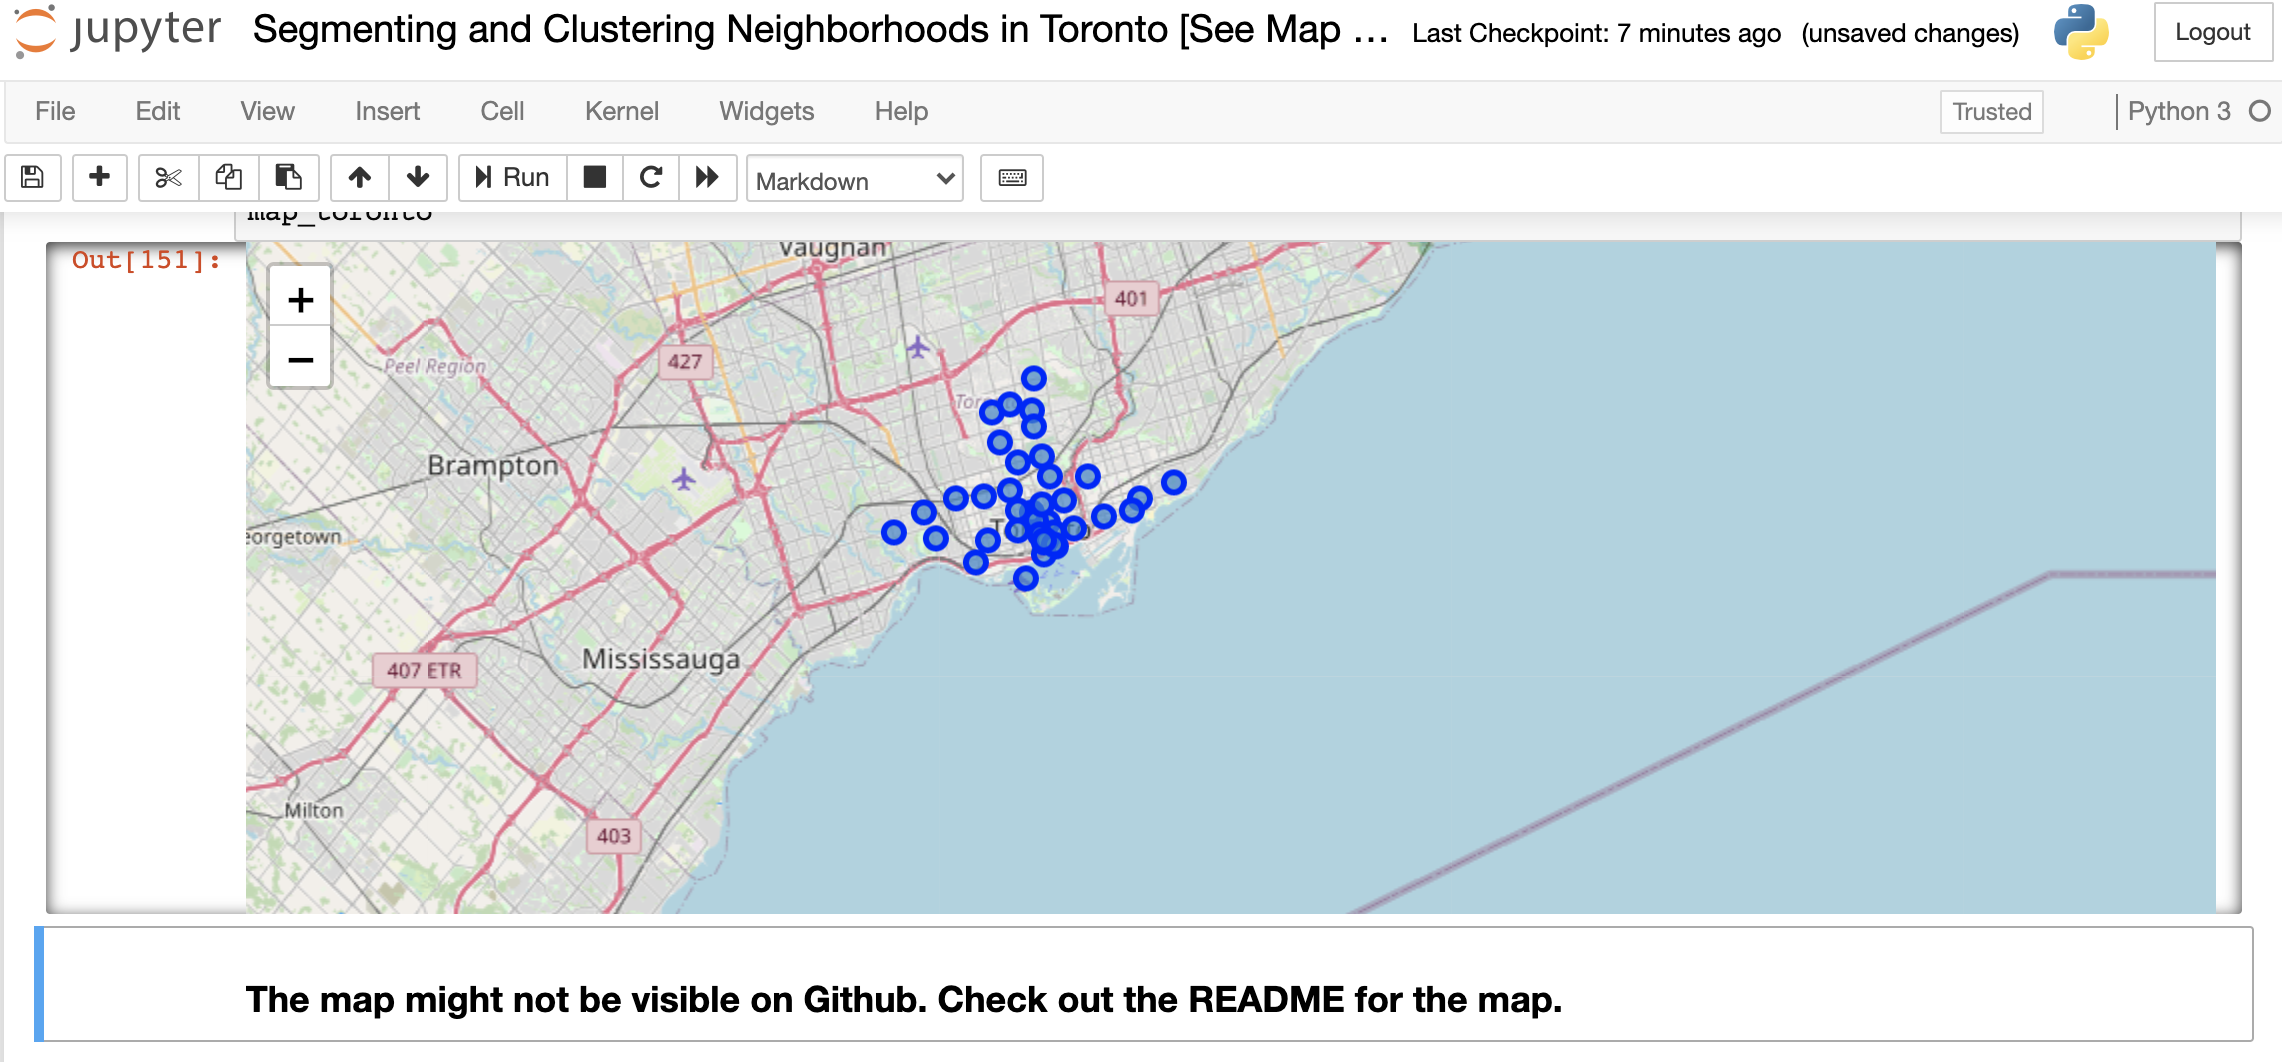 jupyter Segmenting and Clustering Neighborhoods in Toronto [See Map ... Last Checkpoint: 7 minutes ago (unsaved changes) Logout
File Edit View Insert Cell Kernel Widgets Help Trusted Python 3
Run Markdown
map_toronto
Out[151]:
+
−
Vaughan
401
427
Peel Region
Brampton
eorgetown
Mississauga
407 ETR
Milton
403
The map might not be visible on Github. Check out the README for the map.